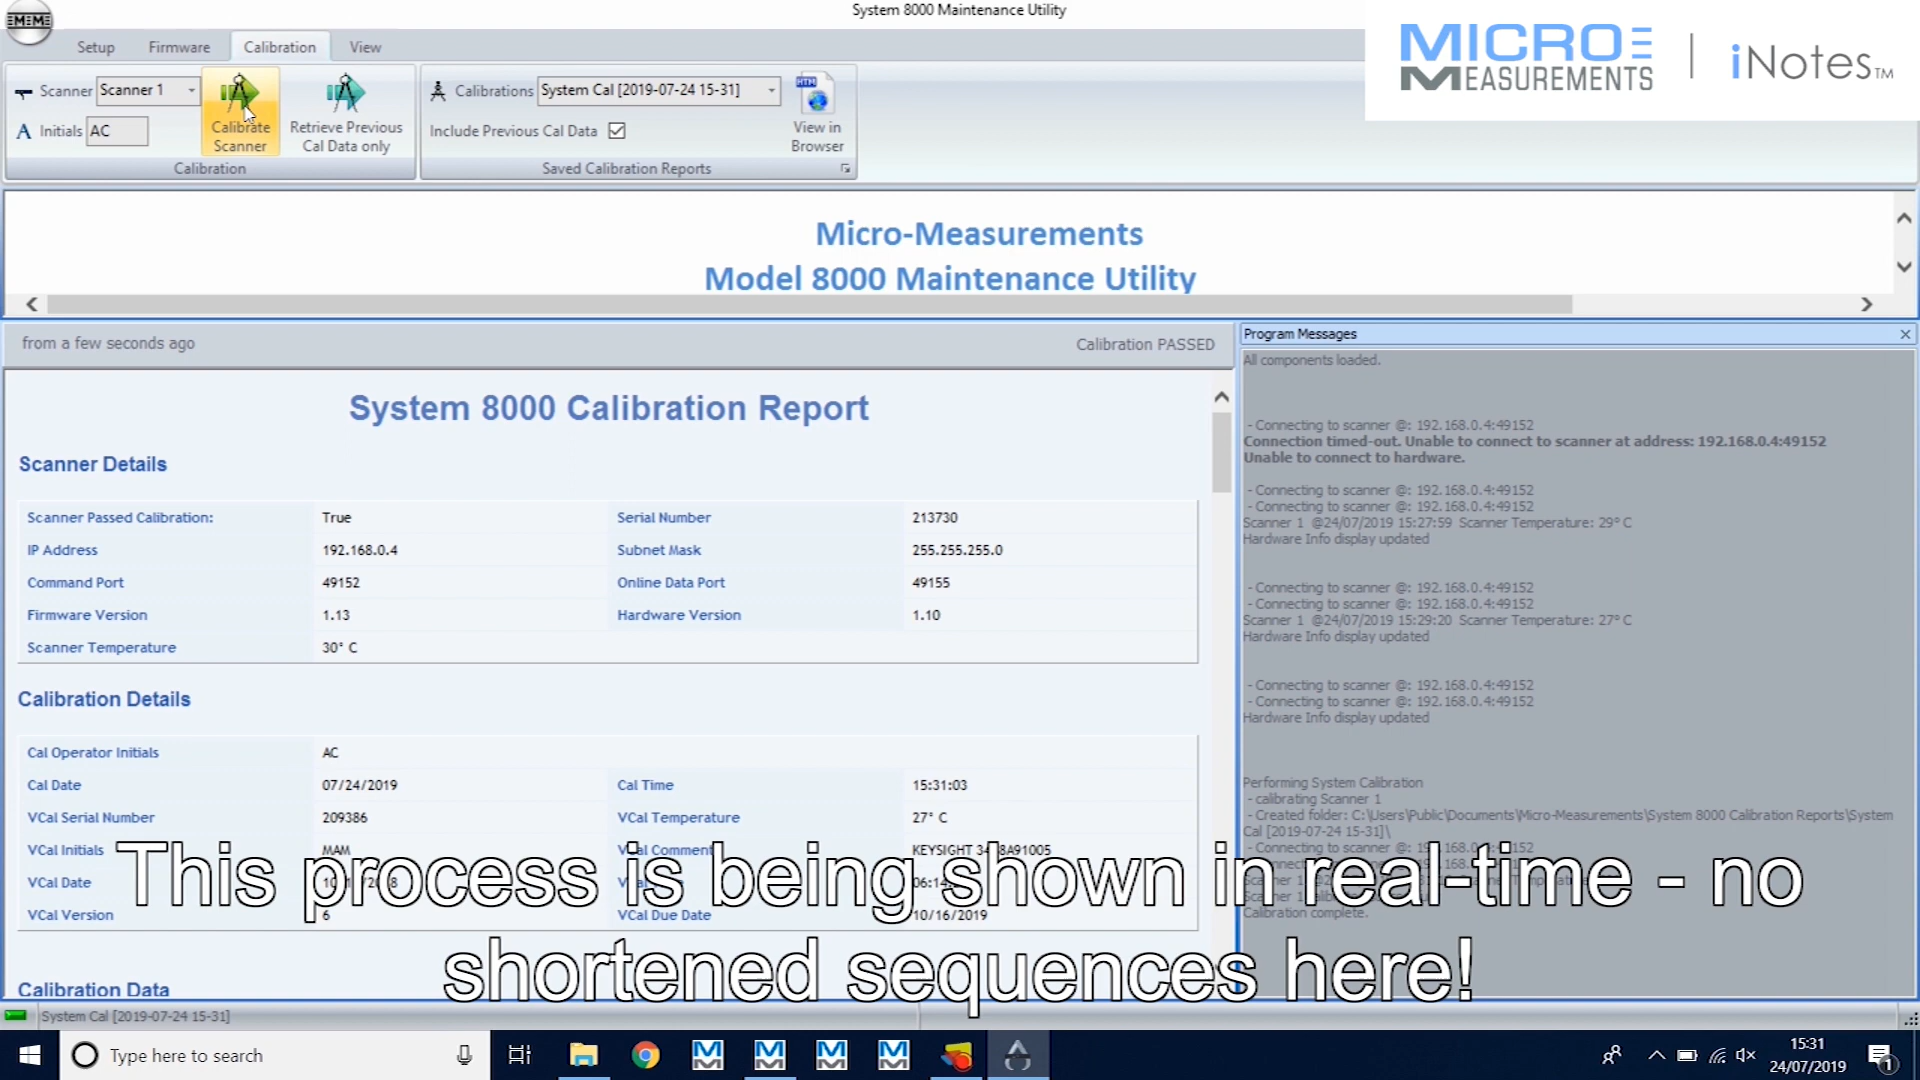 System 8000 Maintenance Utility
MICRO MEASUREMENTS | iNotes™
Setup Firmware Calibration View
Scanner Scanner 1
Initials AC
Calibrate Scanner
Retrieve Previous Cal Data only
Calibration
Calibrations System Cal [2019-07-24 15-31]
Include Previous Cal Data
View in Browser
Saved Calibration Reports
Micro-Measurements
Model 8000 Maintenance Utility
from a few seconds ago Calibration PASSED
System 8000 Calibration Report
Scanner Details
Scanner Passed Calibration: True Serial Number 213730
IP Address 192.168.0.4 Subnet Mask 255.255.255.0
Command Port 49152 Online Data Port 49155
Firmware Version 1.13 Hardware Version 1.10
Scanner Temperature 30° C
Calibration Details
Cal Operator Initials AC
Cal Date 07/24/2019 Cal Time 15:31:03
VCal Serial Number 209386 VCal Temperature 27° C
VCal Initials MAM VCal Comment KEYSIGHT
VCal Date
VCal Version 6 VCal Due Date 10/16/2019
Calibration Data
Program Messages
All components loaded.
- Connecting to scanner @: 192.168.0.4:49152
Connection timed-out. Unable to connect to scanner at address: 192.168.0.4:49152
Unable to connect to hardware.
- Connecting to scanner @: 192.168.0.4:49152
- Connecting to scanner @: 192.168.0.4:49152
Scanner 1 @24/07/2019 15:27:59 Scanner Temperature: 29° C
Hardware Info display updated
- Connecting to scanner @: 192.168.0.4:49152
- Connecting to scanner @: 192.168.0.4:49152
Scanner 1 @24/07/2019 15:29:20 Scanner Temperature: 27° C
Hardware Info display updated
- Connecting to scanner @: 192.168.0.4:49152
- Connecting to scanner @: 192.168.0.4:49152
Hardware Info display updated
Performing System Calibration
- calibrating Scanner 1
- Created folder: C:\Users\Public\Documents\Micro-Measurements\System 8000 Calibration Reports\System
Cal [2019-07-24 15-31]\
scanner @: 192.168.0.4:49152
Calibration complete.
This process is being shown in real-time - no
shortened sequences here!
System Cal [2019-07-24 15-31]
Type here to search
15:31
24/07/2019
1